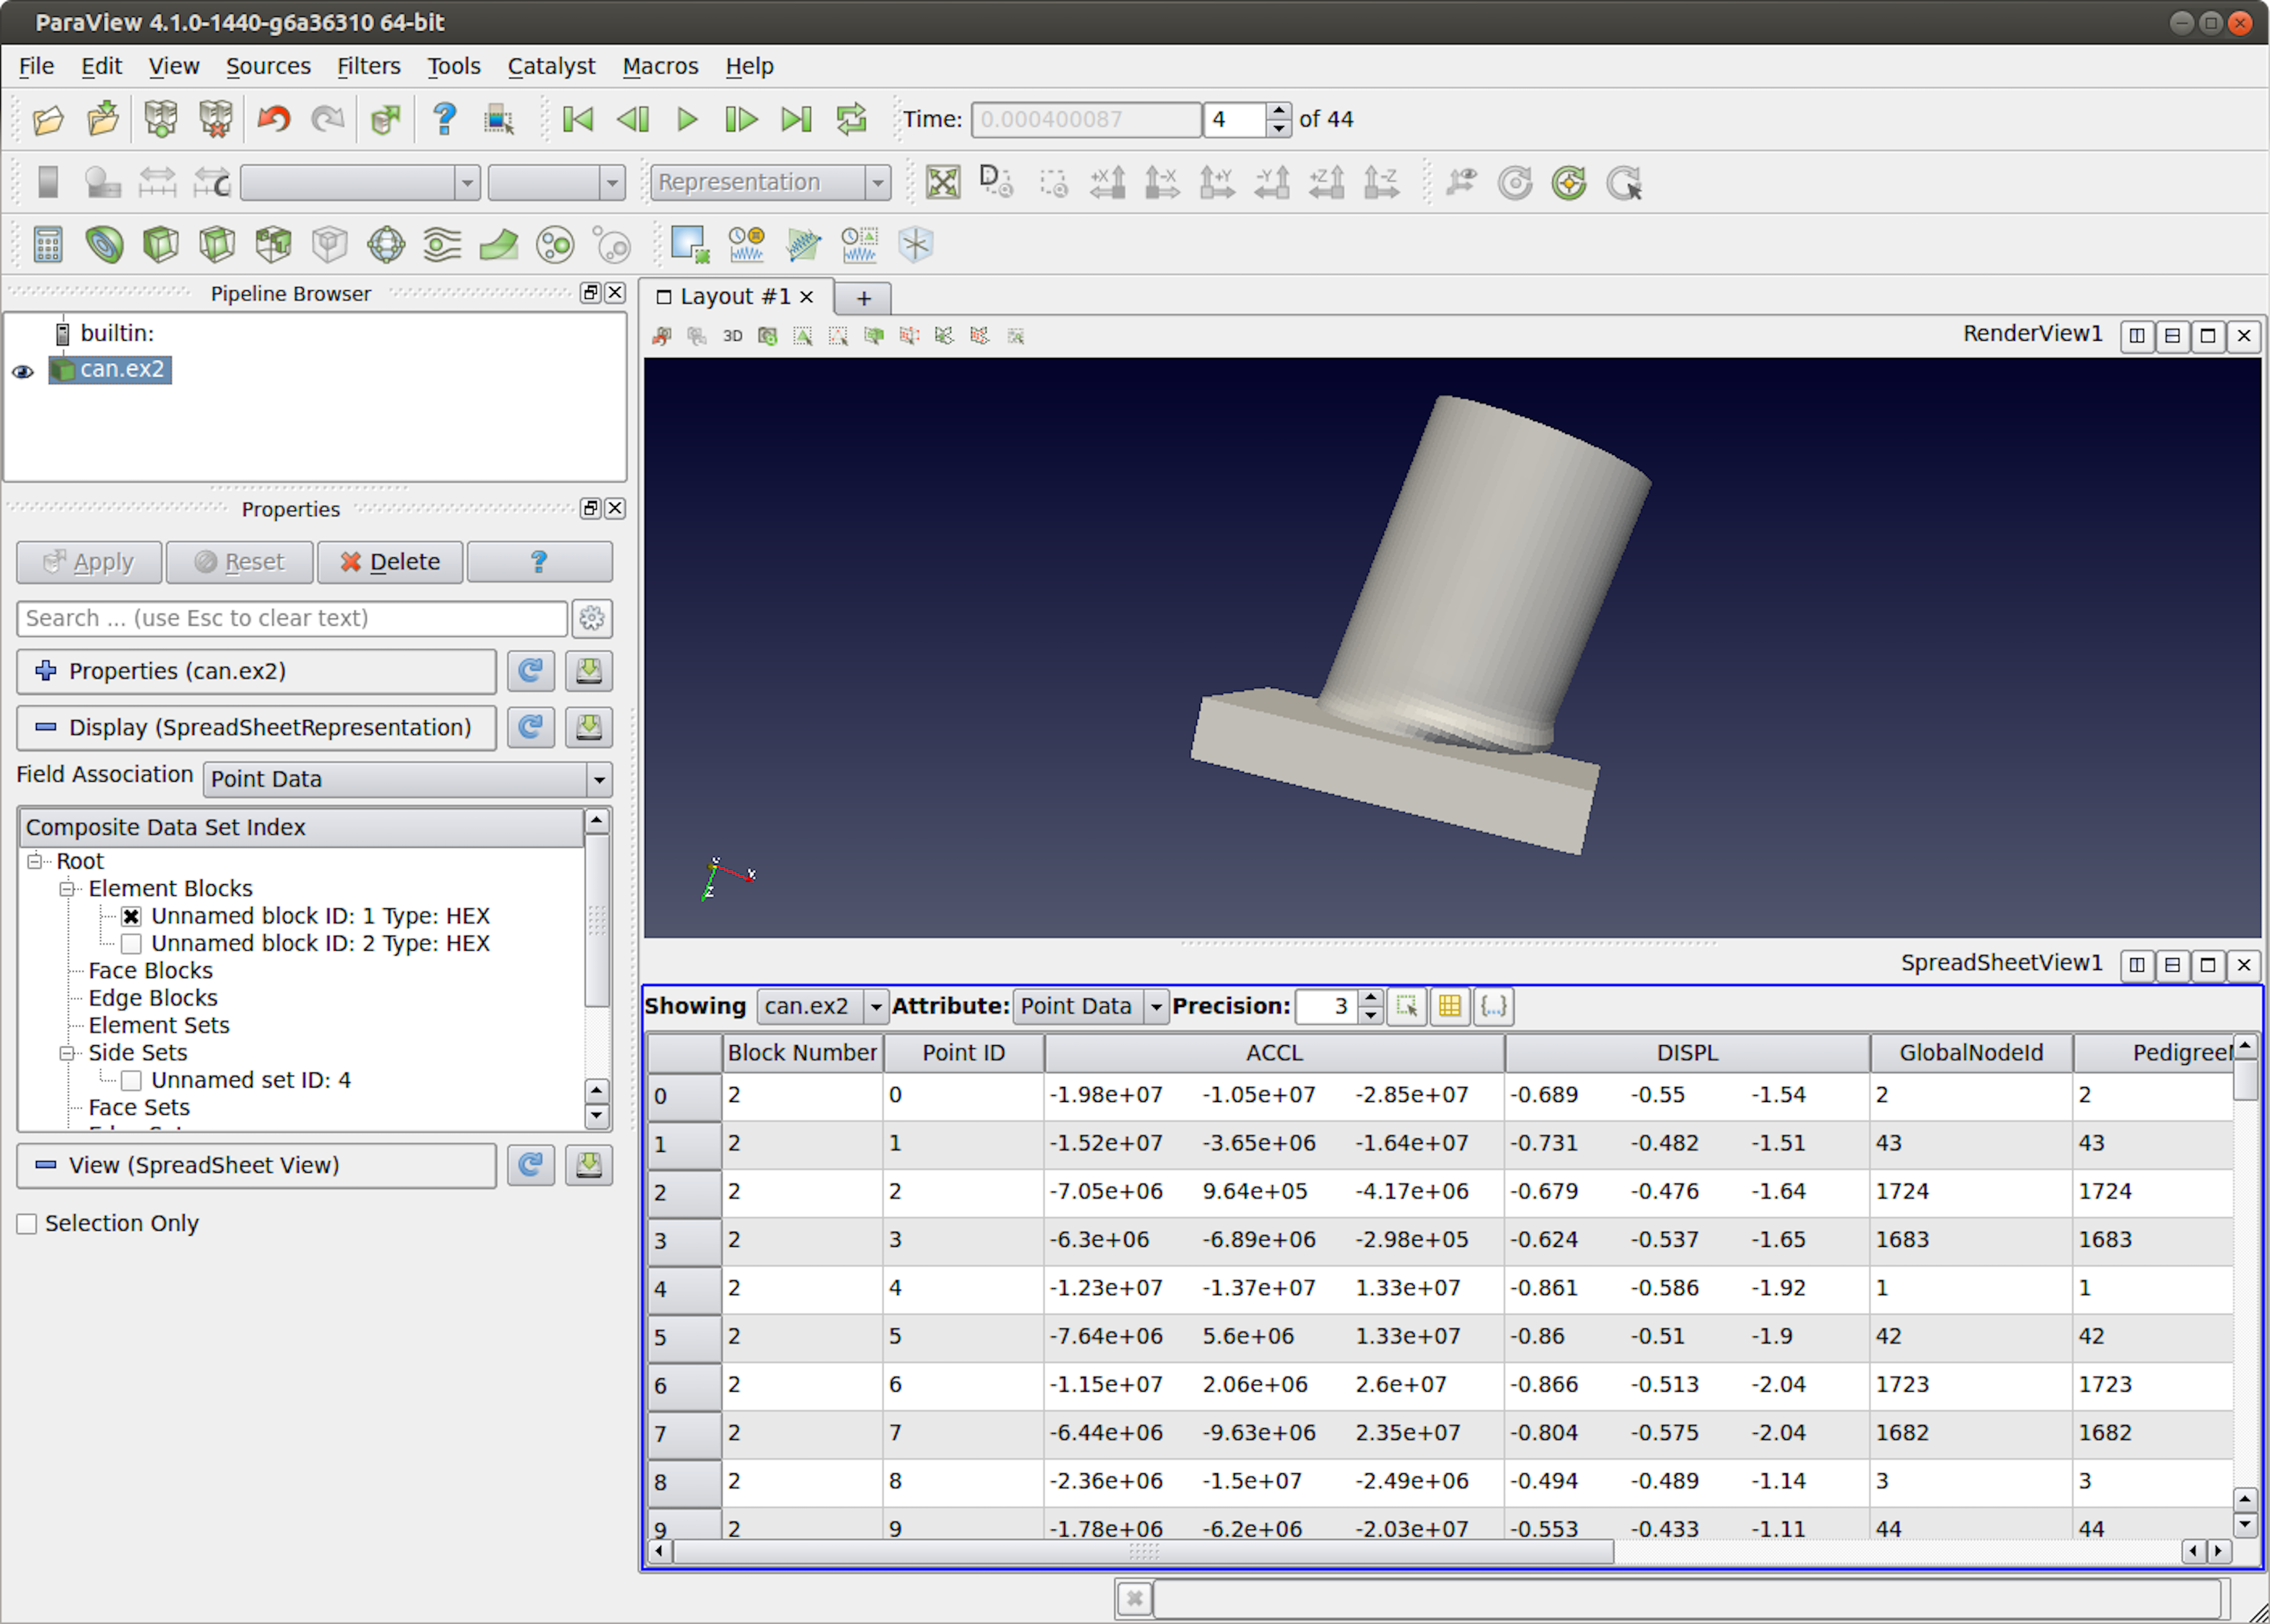 ParaView 4.1.0-1440-g6a36310 64-bit
File Edit View Sources Filters Tools Catalyst Macros Help
Time: 0.000400087 4 of 44
Representation
Pipeline Browser
builtin:
can.ex2
Properties
Apply Reset Delete ?
Search ... (use Esc to clear text)
Properties (can.ex2)
Display (SpreadSheetRepresentation)
Field Association Point Data
Composite Data Set Index
Root
Element Blocks
Unnamed block ID: 1 Type: HEX
Unnamed block ID: 2 Type: HEX
Face Blocks
Edge Blocks
Element Sets
Side Sets
Unnamed set ID: 4
Face Sets
View (SpreadSheet View)
Selection Only
Layout #1
3D
RenderView1
SpreadSheetView1
Showing can.ex2 Attribute: Point Data Precision: 3
Block Number Point ID ACCL DISPL GlobalNodeId
0 2 0 -1.98e+07 -1.05e+07 -2.85e+07 -0.689 -0.55 -1.54 2 2
1 2 1 -1.52e+07 -3.65e+06 -1.64e+07 -0.731 -0.482 -1.51 43 43
2 2 2 -7.05e+06 9.64e+05 -4.17e+06 -0.679 -0.476 -1.64 1724 1724
3 2 3 -6.3e+06 -6.89e+06 -2.98e+05 -0.624 -0.537 -1.65 1683 1683
4 2 4 -1.23e+07 -1.37e+07 1.33e+07 -0.861 -0.586 -1.92 1 1
5 2 5 -7.64e+06 5.6e+06 1.33e+07 -0.86 -0.51 -1.9 42 42
6 2 6 -1.15e+07 2.06e+06 2.6e+07 -0.866 -0.513 -2.04 1723 1723
7 2 7 -6.44e+06 -9.63e+06 2.35e+07 -0.804 -0.575 -2.04 1682 1682
8 2 8 -2.36e+06 -1.5e+07 -2.49e+06 -0.494 -0.489 -1.14 3 3
9 2 9 -1.78e+06 -6.2e+06 -2.03e+07 -0.553 -0.433 -1.11 44 44